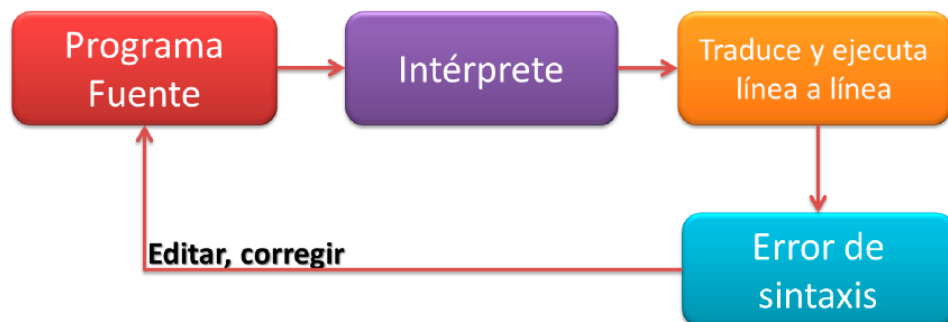 Programa
Fuente
Intérprete
Traduce y ejecuta
línea a línea
Editar, corregir
Error de
sintaxis